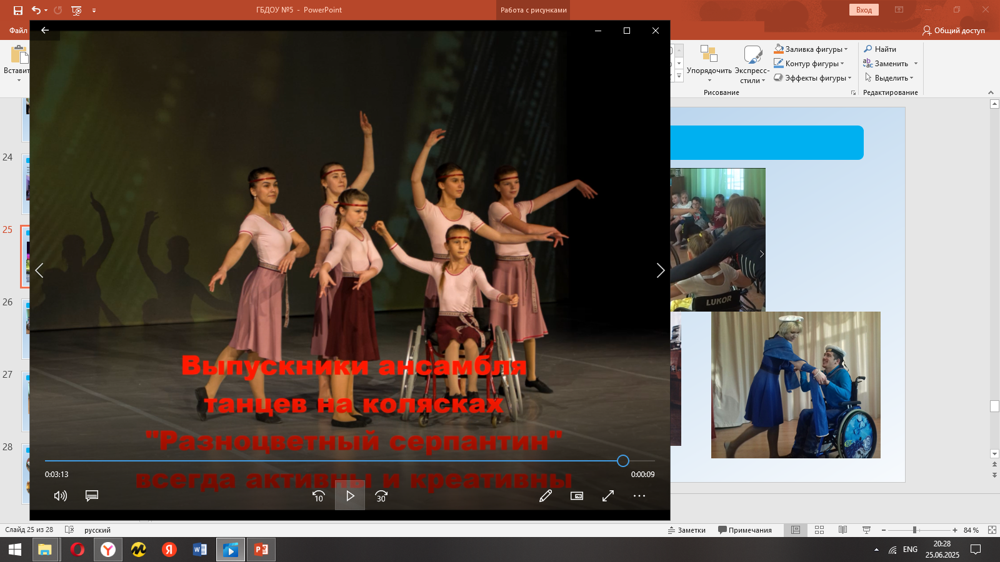 ГБДОУ №5 - PowerPoint
Работа с рисунками
Вход
Файл
Общий доступ
Вставит
Упорядочить
Экспресс-
стили
Заливка фигуры
Контур фигуры
Эффекты фигуры
Рисование
Найти
Заменить
Выделить
Редактирование
24
25
26
27
28
LUKOR
Выпускники ансамбля
танцев на колясках
"Разноцветный серпантин"
всегда активны и креативны
0:03:13
0:00:09
10
30
Слайд 25 из 28
русский
Заметки
Примечания
84 %
ENG
20:28
25.06.2025